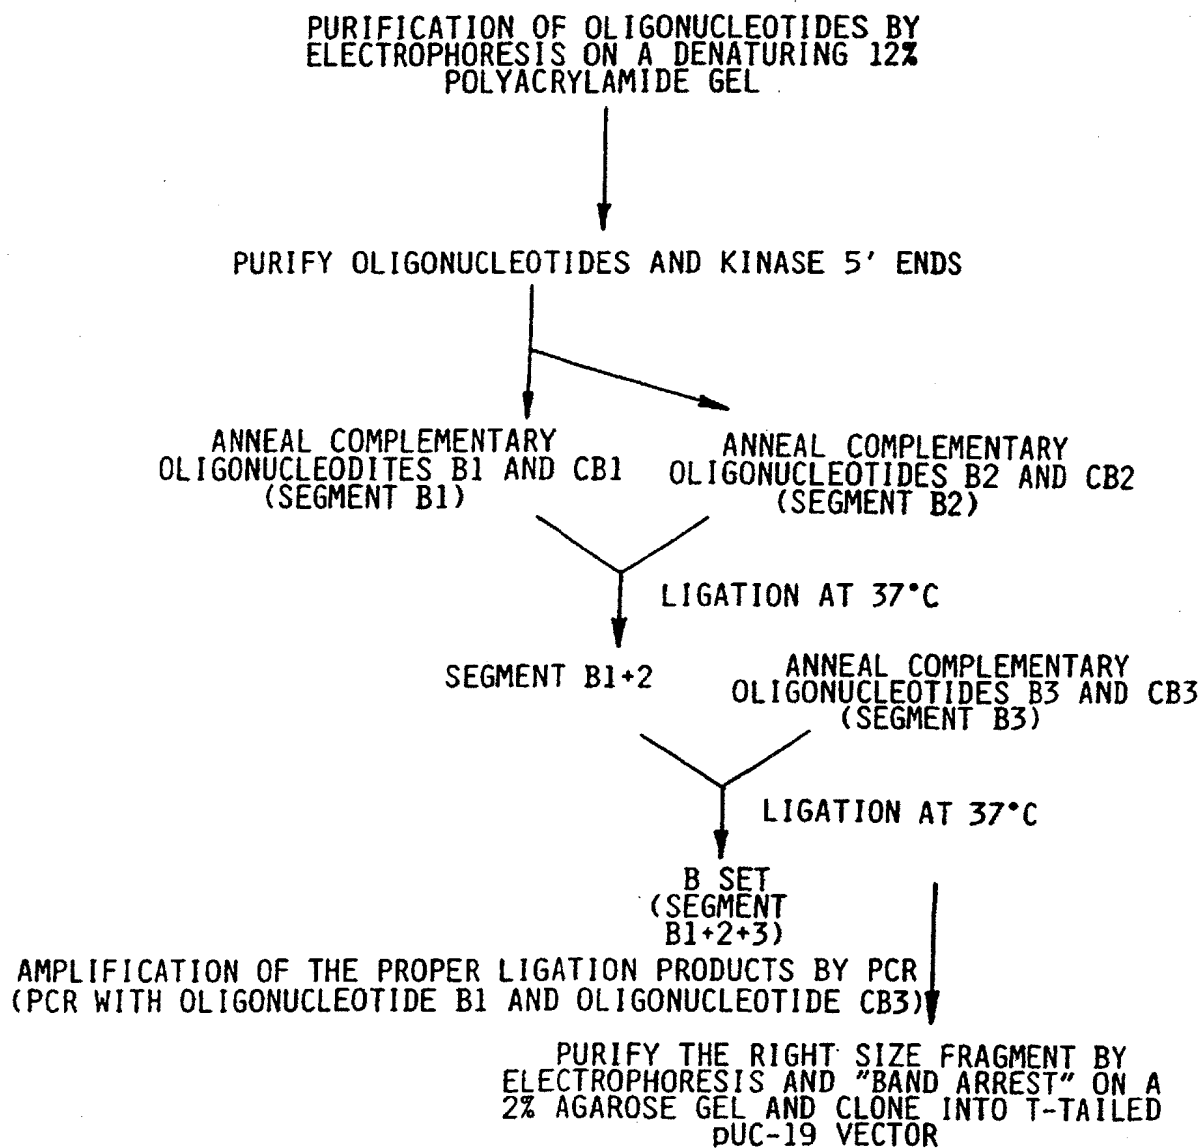 PURIFICATION OF OLIGONUCLEOTIDES BY
ELECTROPHORESIS ON A DENATURING 12%
POLYACRYLAMIDE GEL
PURIFY OLIGONUCLEOTIDES AND KINASE 5' ENDS
ANNEAL COMPLEMENTARY
OLIGONUCLEODITES B1 AND CB1
(SEGMENT B1)
ANNEAL COMPLEMENTARY
OLIGONUCLEOTIDES B2 AND CB2
(SEGMENT B2)
LIGATION AT 37°C
SEGMENT B1+2
ANNEAL COMPLEMENTARY
OLIGONUCLEOTIDES B3 AND CB3
(SEGMENT B3)
LIGATION AT 37°C
B SET
(SEGMENT
B1+2+3)
AMPLIFICATION OF THE PROPER LIGATION PRODUCTS BY PCR
(PCR WITH OLIGONUCLEOTIDE B1 AND OLIGONUCLEOTIDE CB3)
PURIFY THE RIGHT SIZE FRAGMENT BY
ELECTROPHORESIS AND "BAND ARREST" ON A
2% AGAROSE GEL AND CLONE INTO T-TAILED
pUC-19 VECTOR